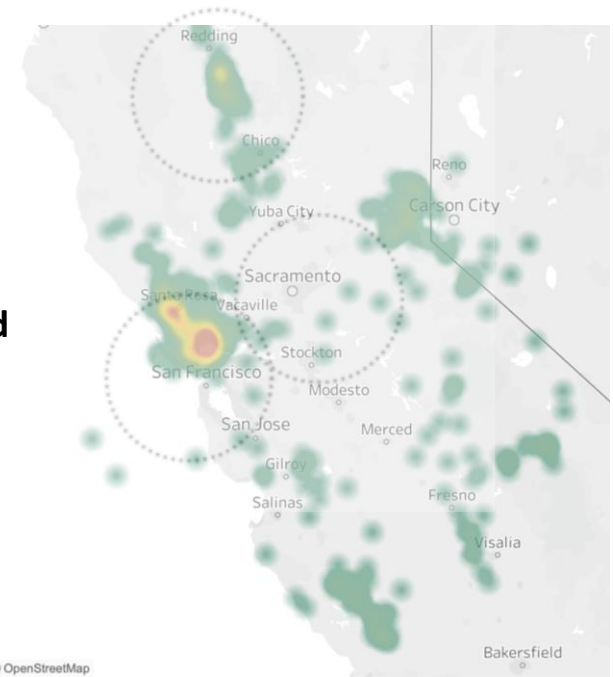 Redding
Chico
Reno
Carson City
Yuba City
Sacramento
Santa Rosa
Vacaville
d
Stockton
San Francisco
Modesto
San Jose
Merced
Gilroy
Fresno
Salinas
Visalia
Bakersfield
OpenStreetMap